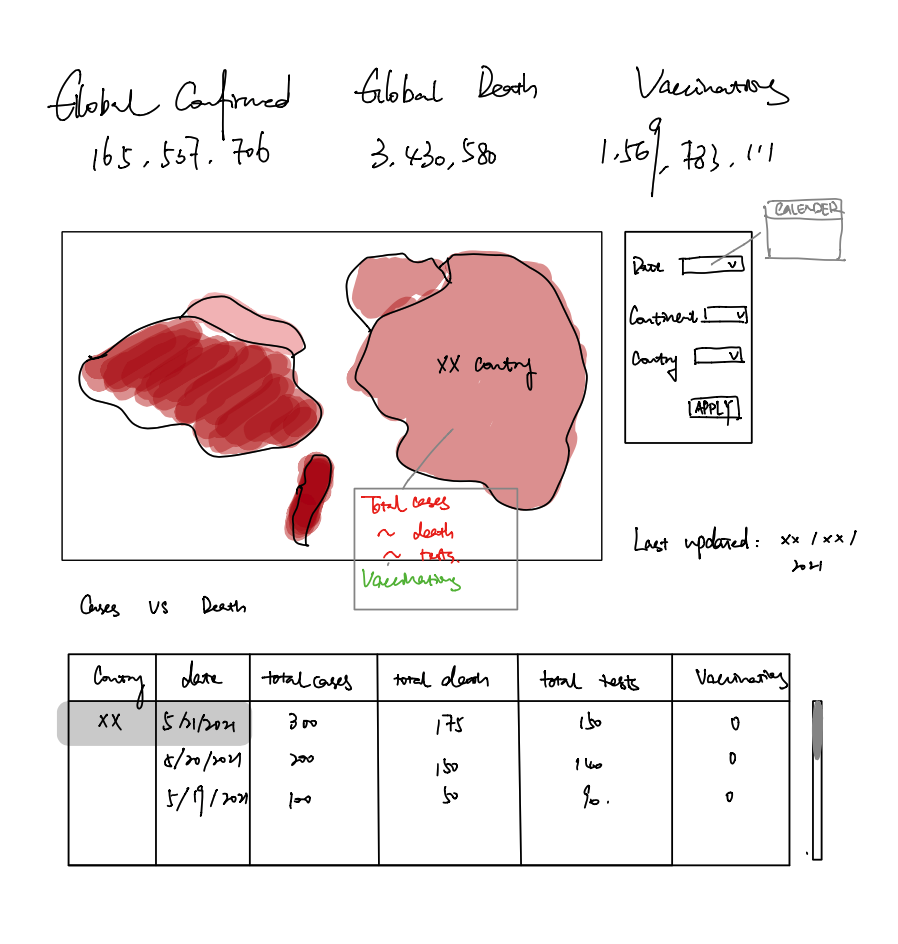 Global Confirmed
165,537,706
Global Death
3,430,580
Vaccinations
1,569,783,111
CALENDER
Date
Continent
Country
APPLY
XX Country
Total cases
~ death
~ tests.
Vaccinations
Last updated: xx / xx /
2021
Cases VS Death
Country date total cases total death total tests Vaccinations
XX 5/21/2021 300 175 150 0
5/20/2021 200 150 140 0
5/19/2021 100 50 90. 0